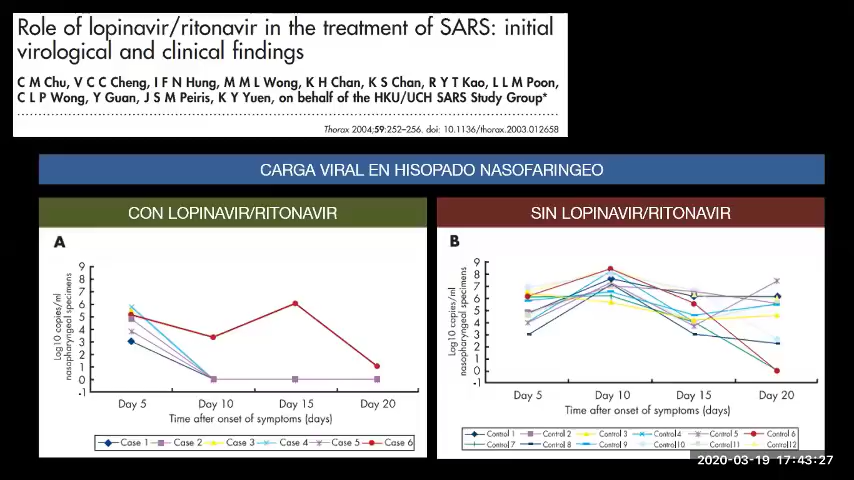 Role of lopinavir/ritonavir in the treatment of SARS: initial
virological and clinical findings
C M Chu, V C C Cheng, I F N Hung, M M L Wong, K H Chan, K S Chan, R Y T Kao, L L M Poon,
C L P Wong, Y Guan, J S M Peiris, K Y Yuen, on behalf of the HKU/UCH SARS Study Group*
Thorax 2004;59:252–256. doi: 10.1136/thorax.2003.012658
CARGA VIRAL EN HISOPADO NASOFARINGEO
CON LOPINAVIR/RITONAVIR
A
Log10 copies/ml
nasopharyngeal specimens
9
8
7
6
5
4
3
2
1
0
-1
Day 5 Day 10 Day 15 Day 20
Time after onset of symptoms (days)
Case 1 Case 2 Case 3 Case 4 Case 5 Case 6
SIN LOPINAVIR/RITONAVIR
B
Log10 copies/ml
nasopharyngeal specimens
9
8
7
6
5
4
3
2
1
0
-1
Day 5 Day 10 Day 15 Day 20
Time after onset of symptoms (days)
Control 1 Control 2 Control 3 Control 4 Control 5 Control 6
Control 7 Control 8 Control 9 Control 10 Control 11 Control 12
2020-03-19 17:43:27